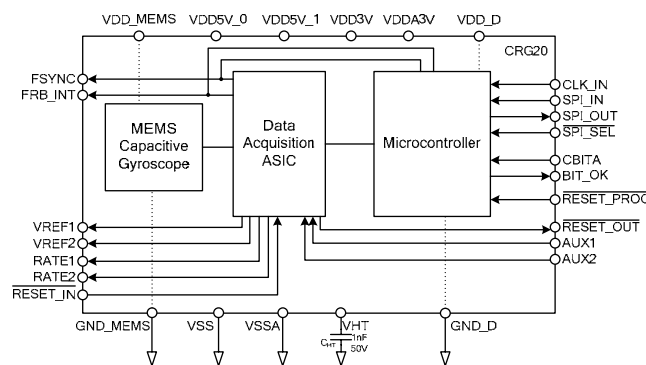 VDD_MEMS VDD5V_0 VDD5V_1 VDD3V VDDA3V VDD_D
CRG20
FSYNC
FRB_INT
MEMS
Capacitive
Gyroscope
Data
Acquisition
ASIC
Microcontroller
CLK_IN
SPI_IN
SPI_OUT
SPI_SEL
CBITA
BIT_OK
RESET_PROC
RESET_OUT
AUX1
AUX2
VREF1
VREF2
RATE1
RATE2
RESET_IN
GND_MEMS VSS VSSA VHT GND_D
CHT 1nF
50V